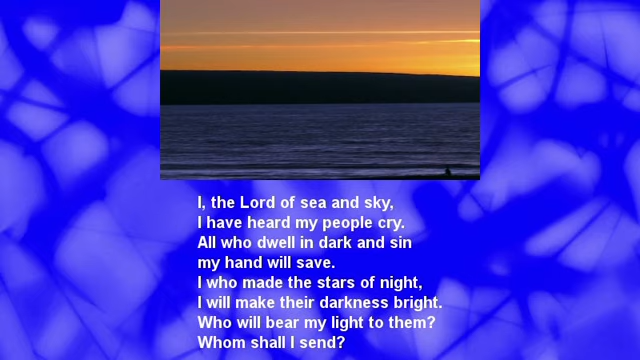 I, the Lord of sea and sky,
I have heard my people cry.
All who dwell in dark and sin
my hand will save.
I who made the stars of night,
I will make their darkness bright.
Who will bear my light to them?
Whom shall I send?